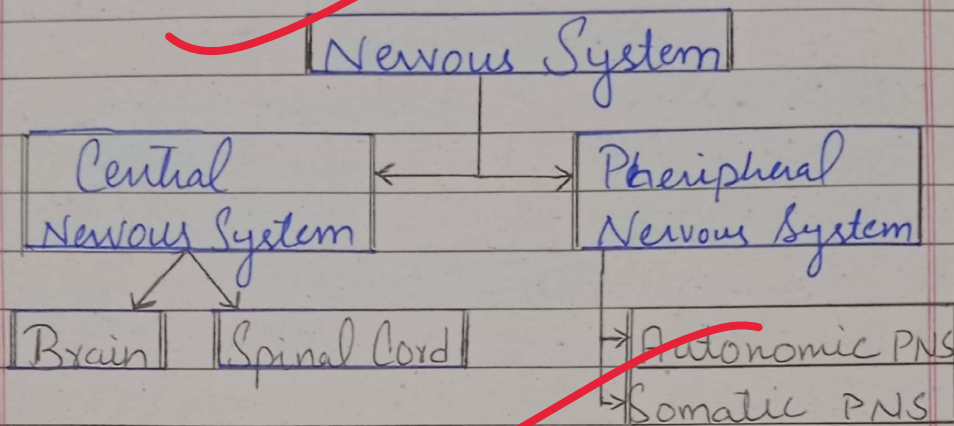 Nervous System
Central
Nervous System
Pheripheral
Nervous System
Brain
Spinal Cord
Autonomic PNS
Somatic PNS